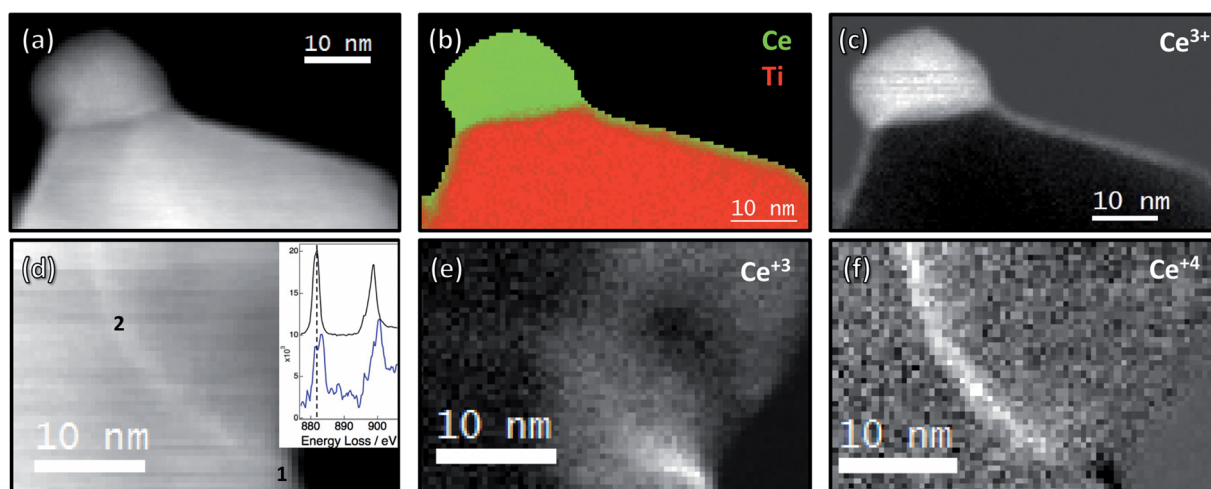 (a)
10 nm
(b)
Ce
Ti
10 nm
(c)
Ce3+
10 nm
(d)
2
10 nm
1
20
15
10
x10³
5
0
880 890 900
Energy Loss / eV
(e)
Ce+3
10 nm
(f)
Ce+4
10 nm